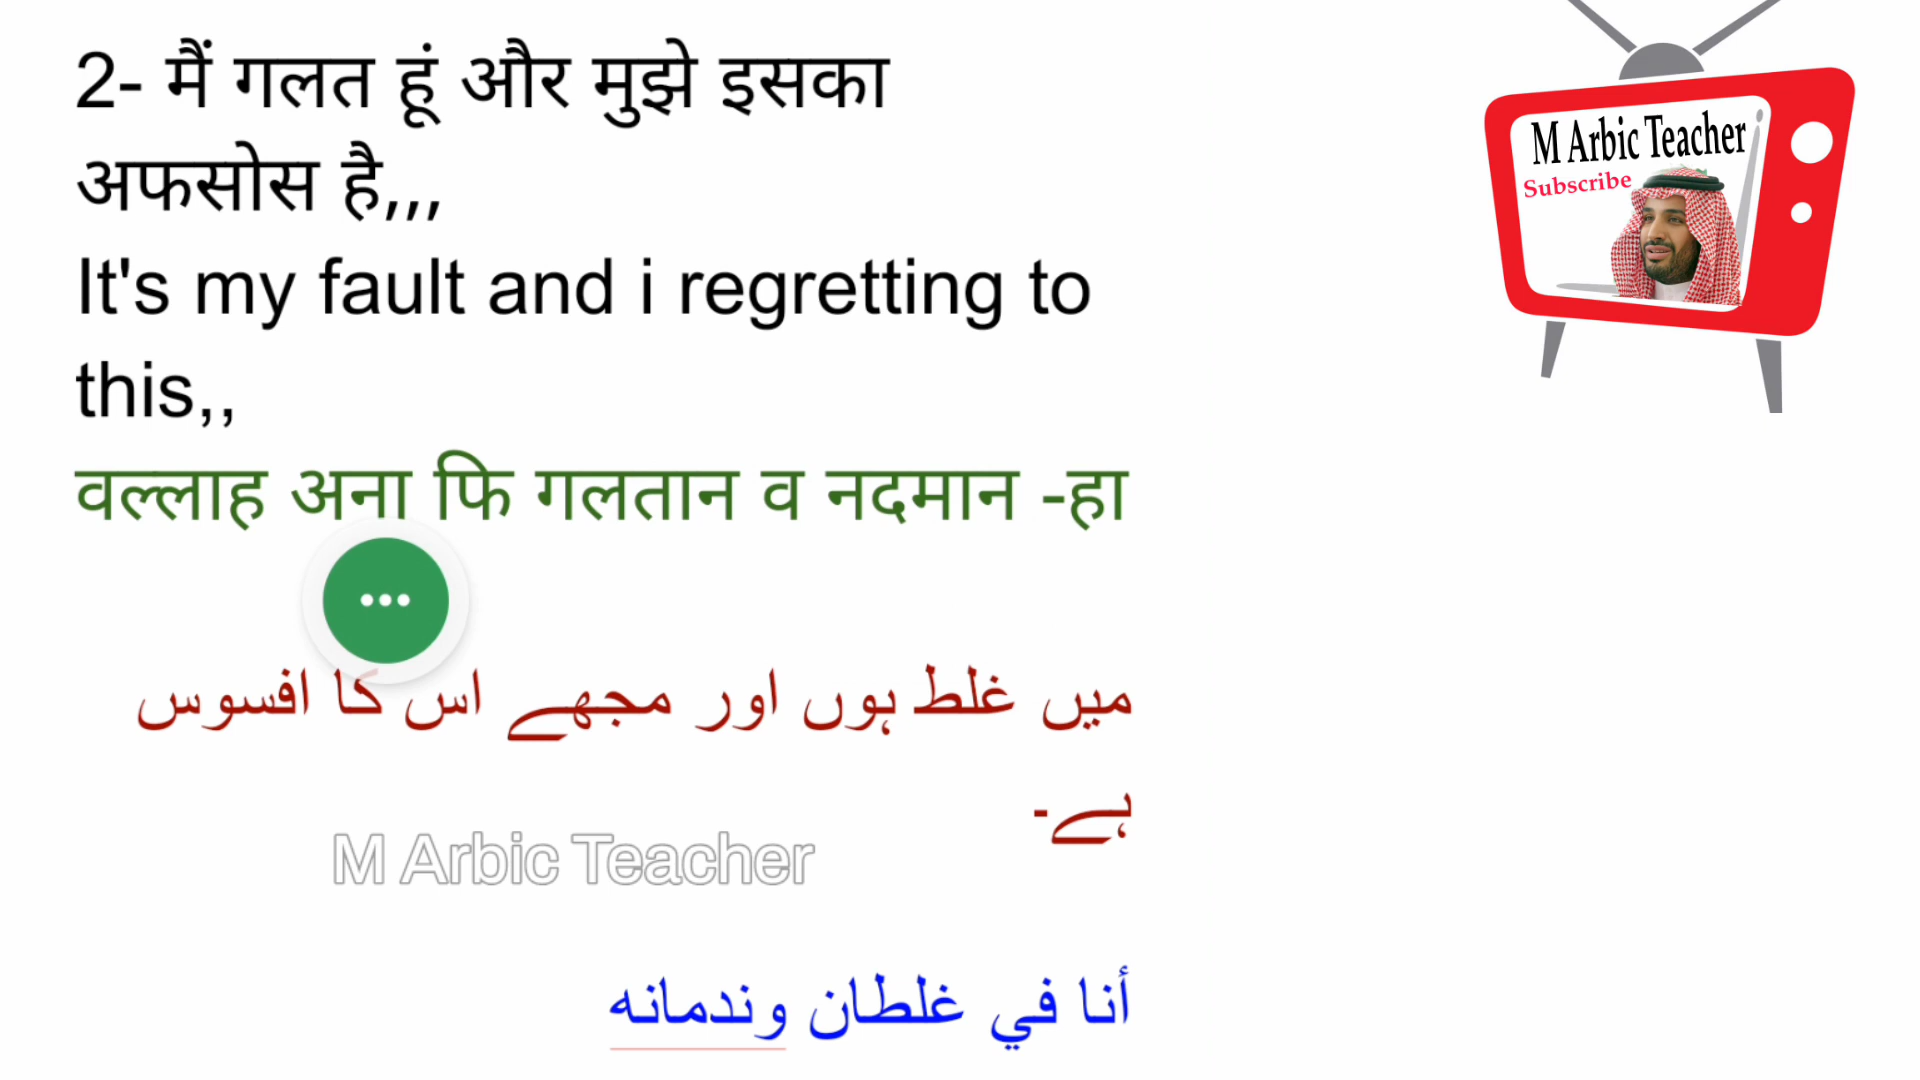 2- मैं गलत हूं और मुझे इसका
अफसोस है,,,
It's my fault and i regretting to
this,,
वल्लाह अना फि गलतान व नदमान -हा
میں غلط ہوں اور مجھے اس کا افسوس
ہے۔
M Arbic Teacher
أنا في غلطان وندمانه
M Arbic Teacher
Subscribe